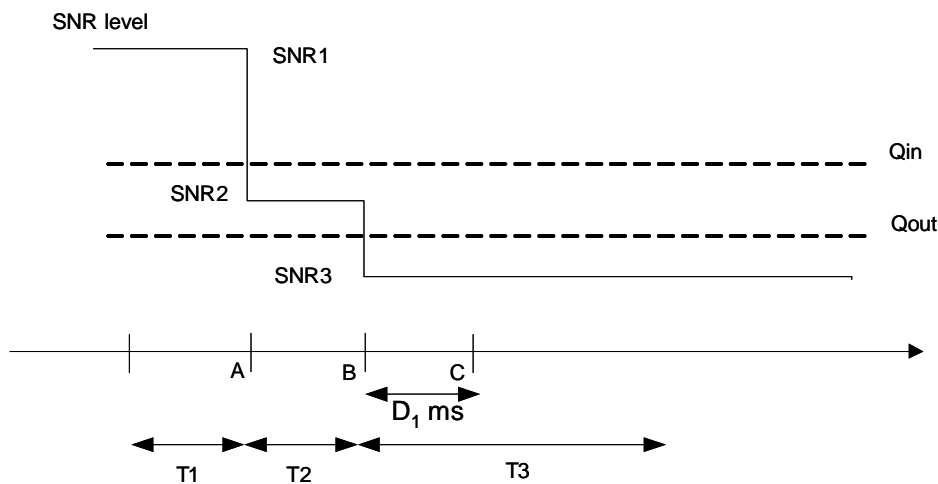 SNR level
SNR1
Qin
SNR2
Qout
SNR3
A
B
C
D₁ ms
T1
T2
T3